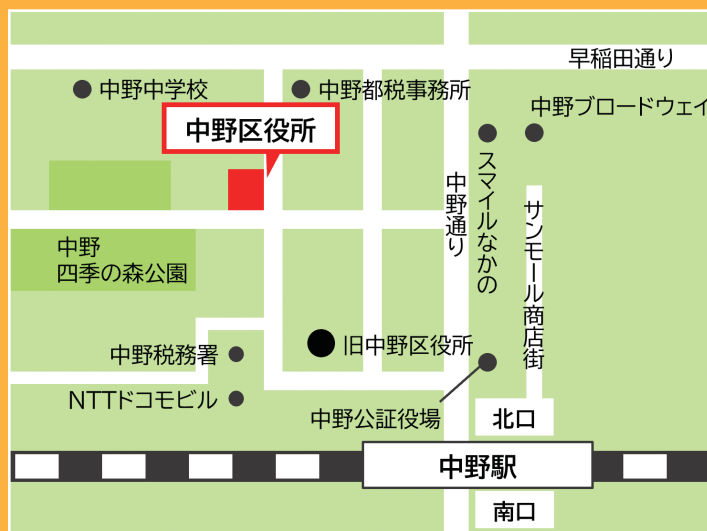 早稲田通り
中野中学校
中野都税事務所
中野ブロードウェイ
中野区役所
スマイルなかの
中野通り
サンモール商店街
中野
四季の森公園
旧中野区役所
中野税務署
NTTドコモビル
中野公証役場
北口
中野駅
南口